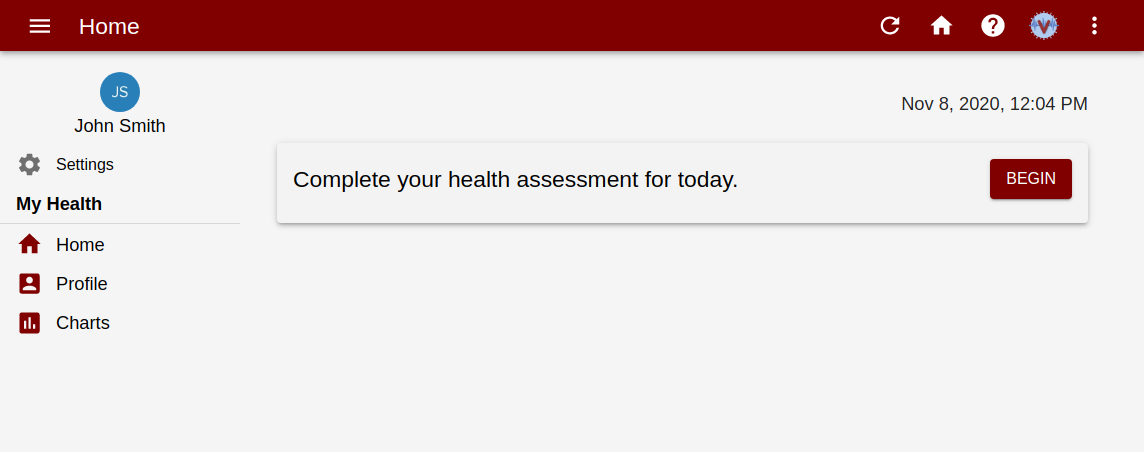 Home
V
JS
John Smith
Settings
My Health
Home
Profile
Charts
Nov 8, 2020, 12:04 PM
Complete your health assessment for today.
BEGIN